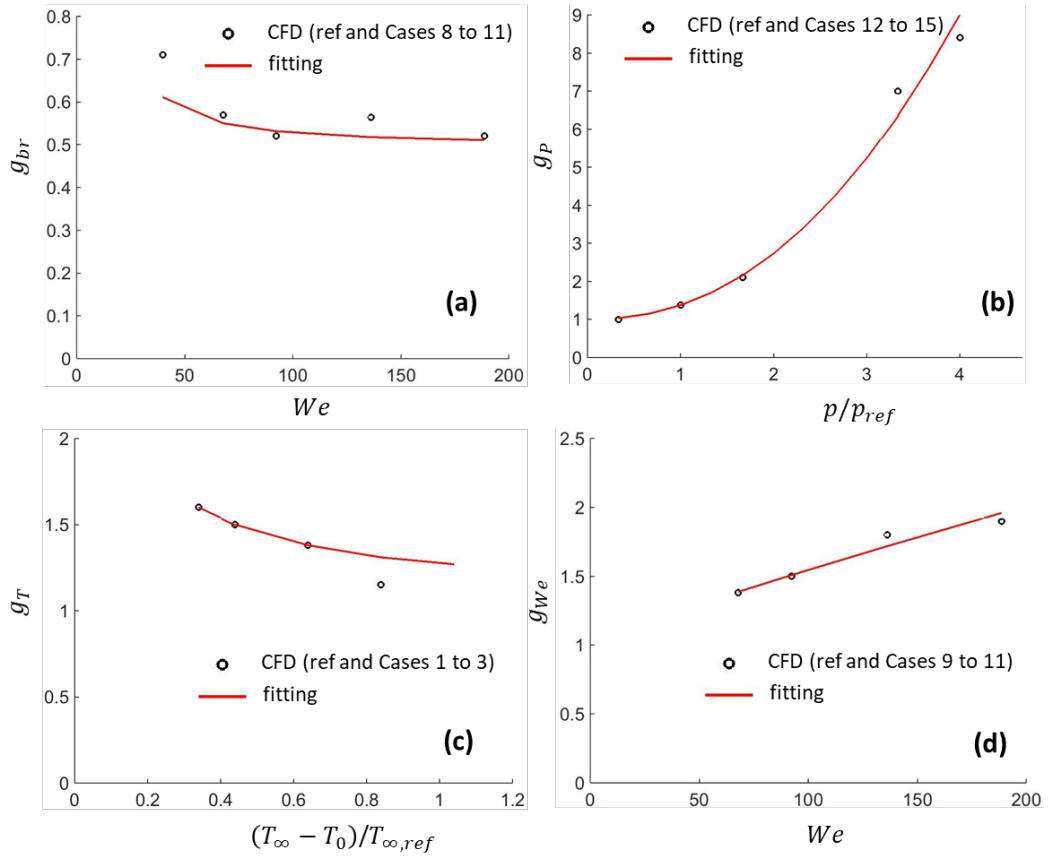 0.8
0.7
0.6
0.5
0.4
0.3
0.2
0.1
0
g_br
CFD (ref and Cases 8 to 11)
fitting
(a)
0 50 100 150 200
We
9
8
7
6
5
4
3
2
1
0
g_P
CFD (ref and Cases 12 to 15)
fitting
(b)
0 1 2 3 4
p/p_ref
2
1.5
1
0.5
0
g_T
CFD (ref and Cases 1 to 3)
fitting
(c)
0 0.2 0.4 0.6 0.8 1 1.2
(T_∞ − T_0)/T_∞,ref
2.5
2
1.5
1
0.5
0
g_We
CFD (ref and Cases 9 to 11)
fitting
(d)
0 50 100 150 200
We